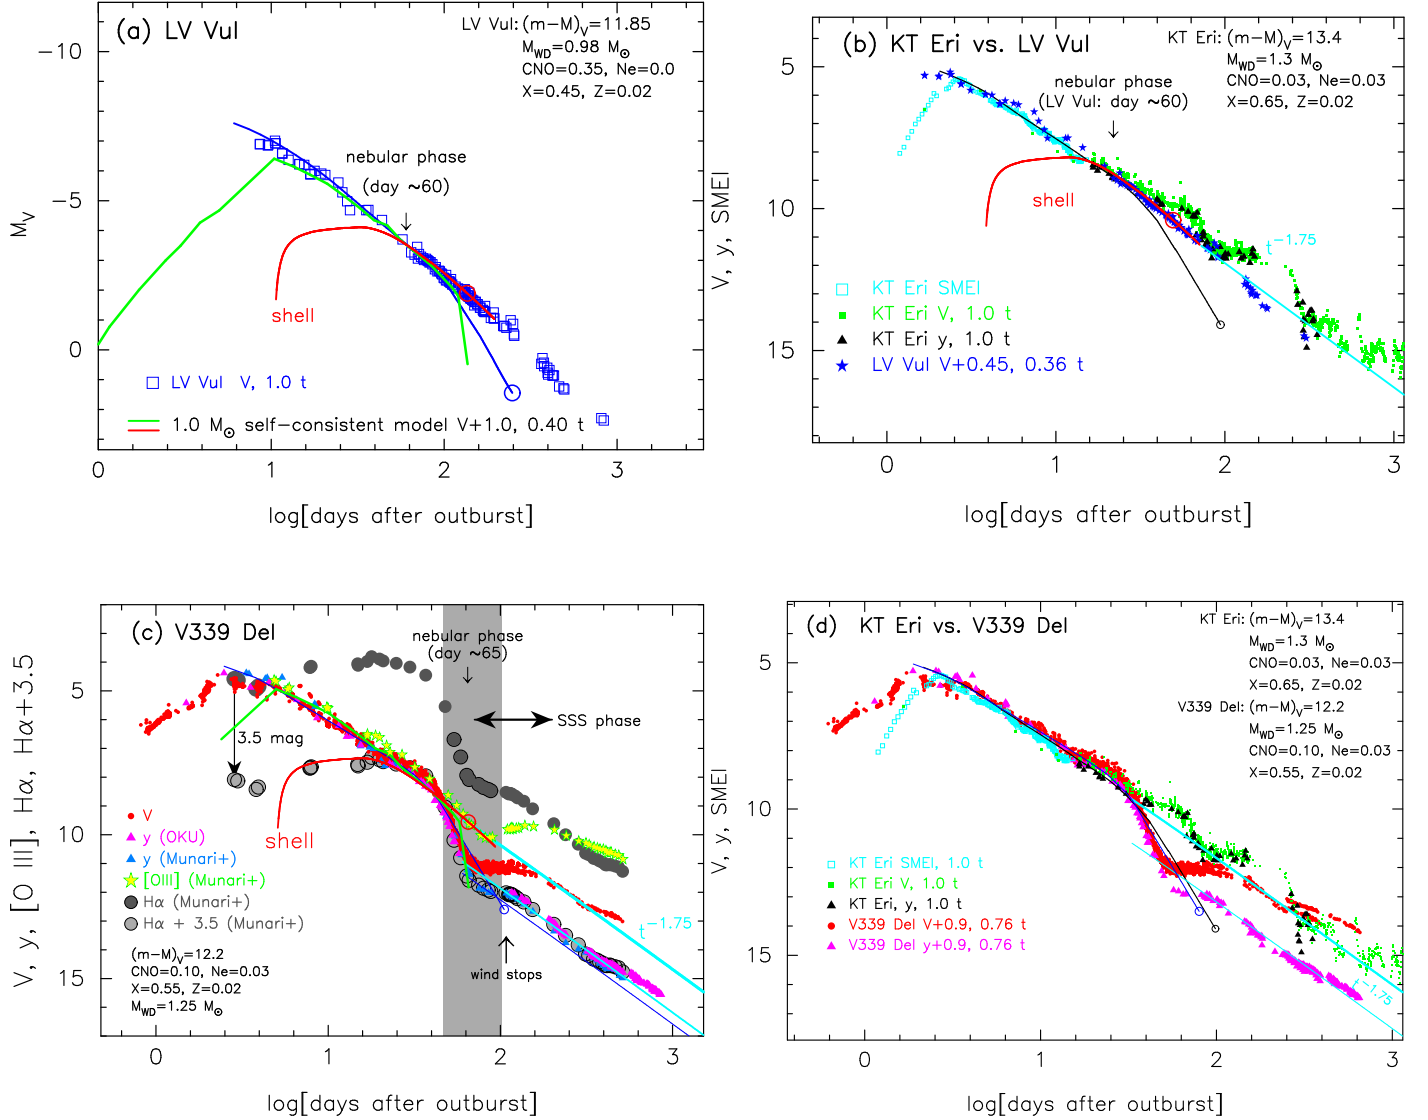 (a) LV Vul
LV Vul: (m−M)V=11.85
MWD=0.98 M⊙
CNO=0.35, Ne=0.0
X=0.45, Z=0.02
nebular phase
(day ~60)
shell
LV Vul V, 1.0 t
1.0 M⊙ self-consistent model V+1.0, 0.40 t
MV
−10
−5
0
0
1
2
3
log[days after outburst]
(b) KT Eri vs. LV Vul
KT Eri: (m−M)V=13.4
MWD=1.3 M⊙
CNO=0.03, Ne=0.03
X=0.65, Z=0.02
nebular phase
(LV Vul: day ~60)
shell
t−1.75
KT Eri SMEI
KT Eri V, 1.0 t
KT Eri y, 1.0 t
LV Vul V+0.45, 0.36 t
V, y, SMEI
5
10
15
0
1
2
3
log[days after outburst]
(c) V339 Del
nebular phase
(day ~65)
SSS phase
3.5 mag
shell
V
y (OKU)
y (Munari+)
[OIII] (Munari+)
Hα (Munari+)
Hα + 3.5 (Munari+)
t−1.75
wind stops
(m−M)V=12.2
CNO=0.10, Ne=0.03
X=0.55, Z=0.02
MWD=1.25 M⊙
V, y, [O III], Hα, Hα+3.5
5
10
15
0
1
2
3
log[days after outburst]
(d) KT Eri vs. V339 Del
KT Eri: (m−M)V=13.4
MWD=1.3 M⊙
CNO=0.03, Ne=0.03
X=0.65, Z=0.02
V339 Del: (m−M)V=12.2
MWD=1.25 M⊙
CNO=0.10, Ne=0.03
X=0.55, Z=0.02
KT Eri SMEI, 1.0 t
KT Eri V, 1.0 t
KT Eri, y, 1.0 t
V339 Del V+0.9, 0.76 t
V339 Del y+0.9, 0.76 t
t−1.75
V, y, SMEI
5
10
15
0
1
2
3
log[days after outburst]